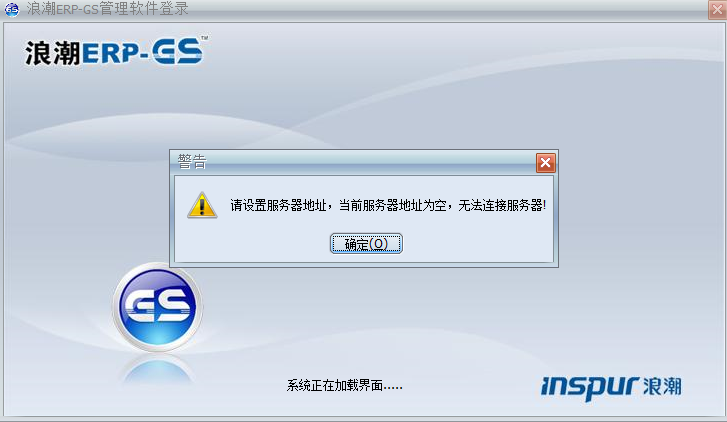 浪潮ERP-GS管理软件登录
浪潮ERP-GS™
警告
请设置服务器地址，当前服务器地址为空，无法连接服务器!
确定(O)
GS
系统正在加载界面.....
inspur 浪潮